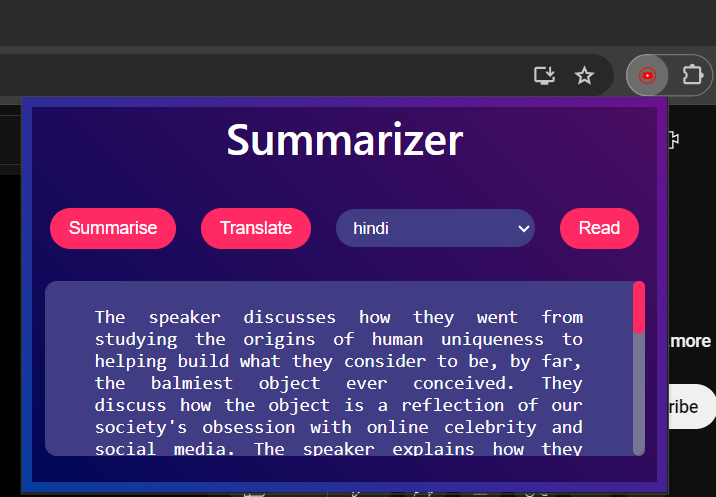 Summarizer
Summarise Translate hindi Read
The speaker discusses how they went from
studying the origins of human uniqueness to
helping build what they consider to be, by far,
the balmiest object ever conceived. They
discuss how the object is a reflection of our
society's obsession with online celebrity and
social media. The speaker explains how they
more
ribe